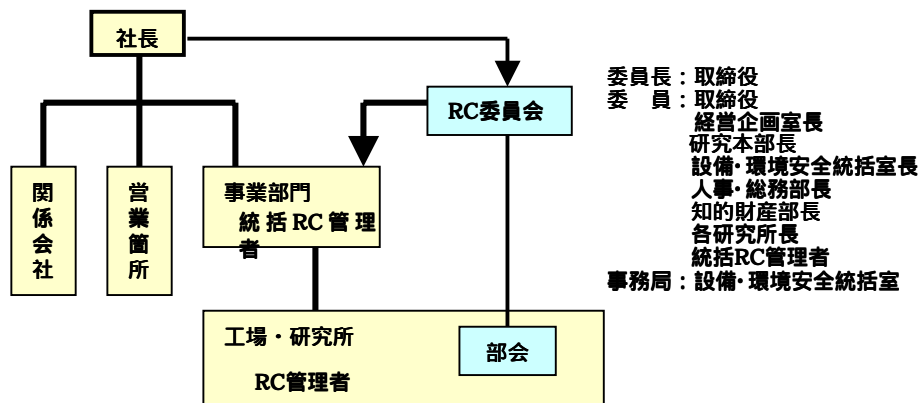 社長
RC委員会
関係会社
営業箇所
事業部門
統括RC管理
者
工場・研究所
RC管理者
部会
委員長：取締役
委　員：取締役
経営企画室長
研究本部長
設備・環境安全統括室長
人事・総務部長
知的財産部長
各研究所長
統括RC管理者
事務局：設備・環境安全統括室